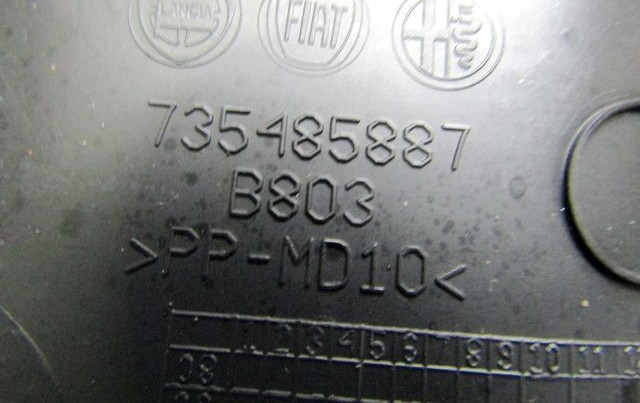 LANCIA FIAT
735485887
B803
>PP-MD10<
1 2 3 4 5 6 7 8 9 10 11
08